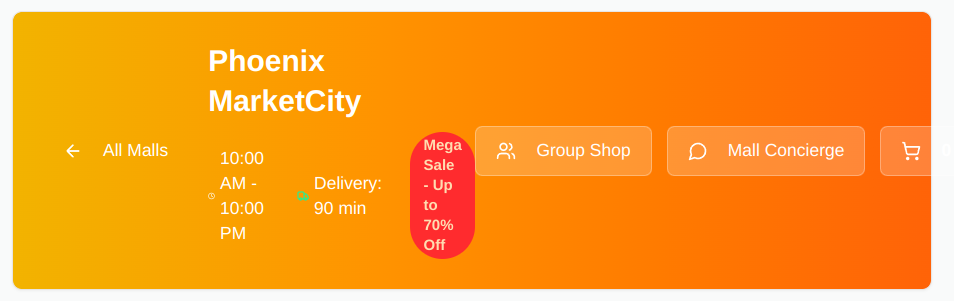 Phoenix
MarketCity
All Malls
10:00
AM -
10:00
PM
Delivery:
90 min
Mega
Sale
- Up
to
70%
Off
Group Shop
Mall Concierge